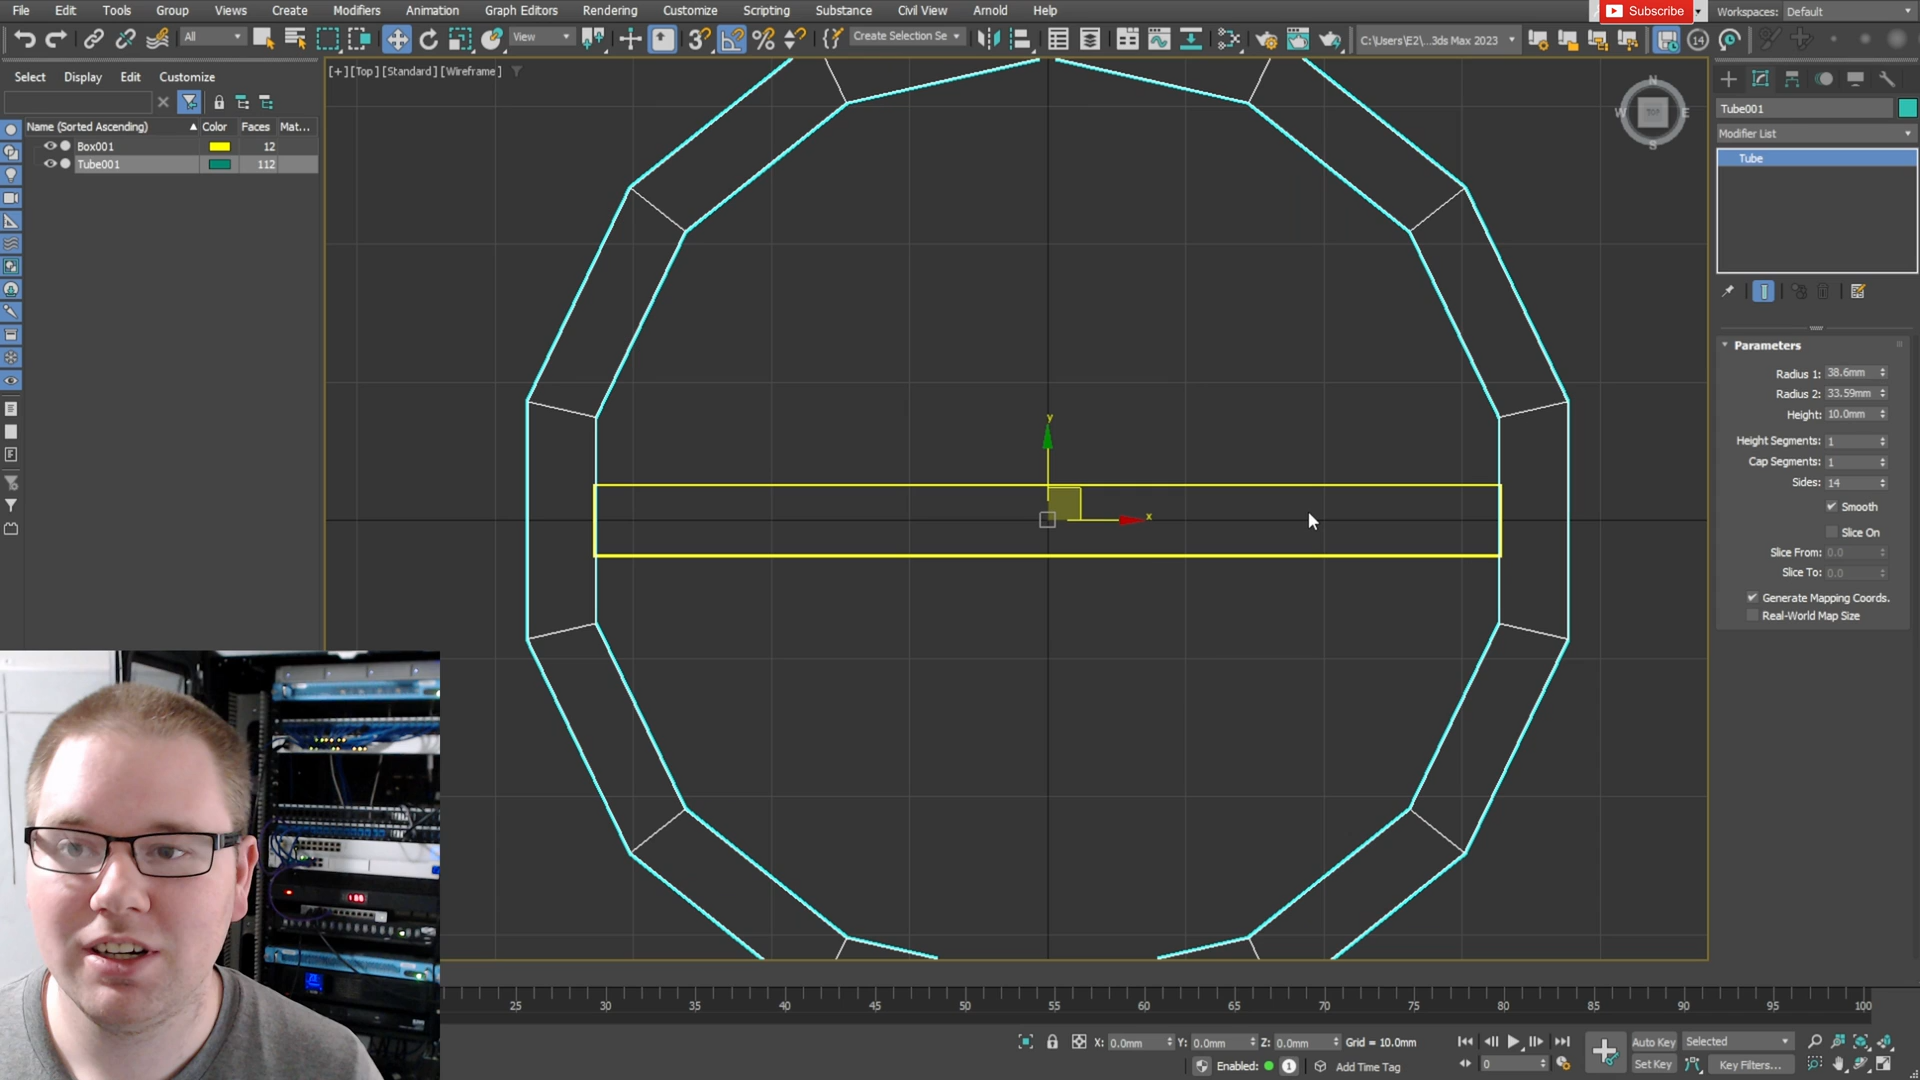 File Edit Tools Group Views Create Modifiers Animation Graph Editors Rendering Customize Scripting Substance Civil View Arnold Help Subscribe Workspaces: Default
All View Create Selection Se C:\Users\E2\...3ds Max 2023 14
Select Display Edit Customize
[+] [Top] [Standard] [Wireframe]
Name (Sorted Ascending) Color Faces Mat...
Box001 12
Tube001 112
N
W TOP E
S
Tube001
Modifier List
Tube
Parameters
Radius 1: 38.6mm
Radius 2: 33.59mm
Height: 10.0mm
Height Segments: 1
Cap Segments: 1
Sides: 14
Smooth
Slice On
Slice From: 0.0
Slice To: 0.0
Generate Mapping Coords.
Real-World Map Size
y
x
25 30 35 40 45 50 55 60 65 70 75 80 85 90 95 100
X: 0.0mm Y: 0.0mm Z: 0.0mm Grid = 10.0mm Auto Key Selected
Enabled: 1 Add Time Tag 0 Set Key Key Filters...